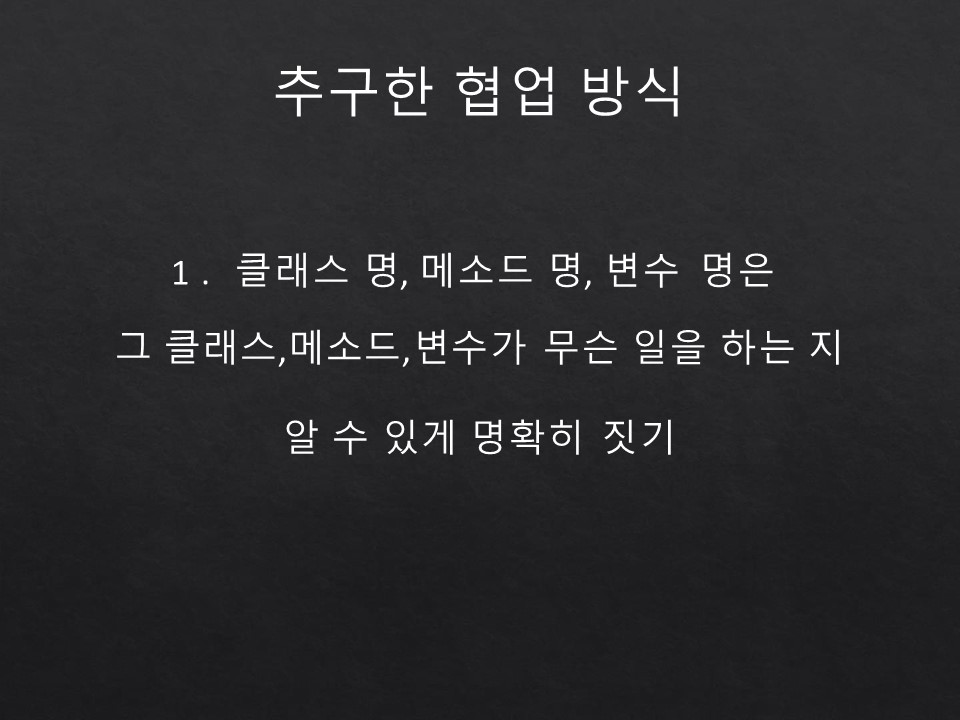 추구한 협업 방식
1. 클래스 명, 메소드 명, 변수 명은
그 클래스,메소드,변수가 무슨 일을 하는 지
알 수 있게 명확히 짓기